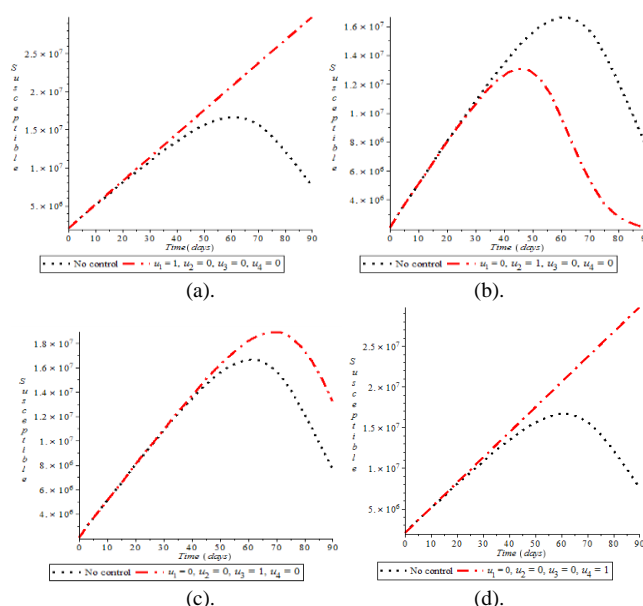 Susceptible
2.5 × 10⁷
2. × 10⁷
1.5 × 10⁷
1. × 10⁷
5. × 10⁶
0 10 20 30 40 50 60 70 80 90
Time (days)
No control u₁ = 1, u₂ = 0, u₃ = 0, u₄ = 0
(a).
Susceptible
1.6 × 10⁷
1.4 × 10⁷
1.2 × 10⁷
1. × 10⁷
8. × 10⁶
6. × 10⁶
4. × 10⁶
0 10 20 30 40 50 60 70 80 90
Time (days)
No control u₁ = 0, u₂ = 1, u₃ = 0, u₄ = 0
(b).
Susceptible
1.8 × 10⁷
1.6 × 10⁷
1.4 × 10⁷
1.2 × 10⁷
1. × 10⁷
8. × 10⁶
6. × 10⁶
4. × 10⁶
0 10 20 30 40 50 60 70 80 90
Time (days)
No control u₁ = 0, u₂ = 0, u₃ = 1, u₄ = 0
(c).
Susceptible
2.5 × 10⁷
2. × 10⁷
1.5 × 10⁷
1. × 10⁷
5. × 10⁶
0 10 20 30 40 50 60 70 80 90
Time (days)
No control u₁ = 0, u₂ = 0, u₃ = 0, u₄ = 1
(d).